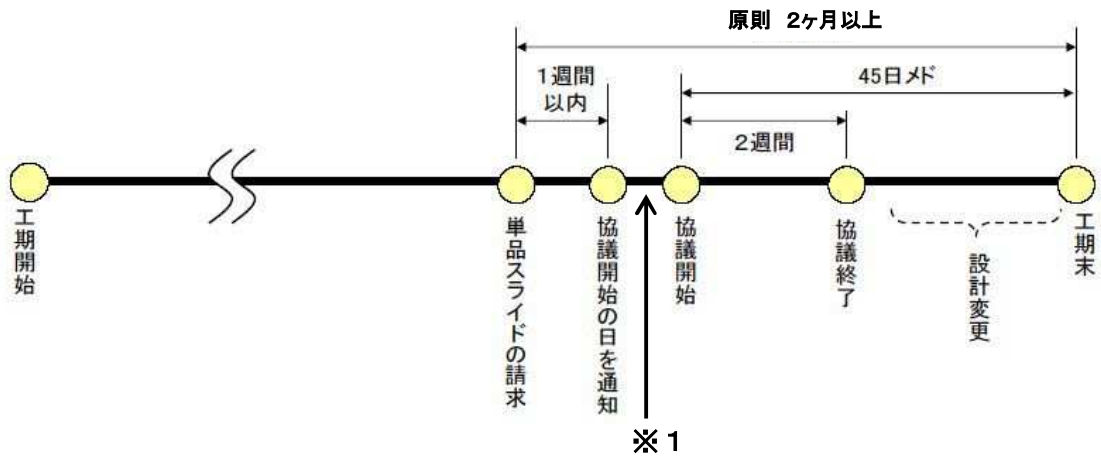 原則 2ヶ月以上
1週間
以内
45日メド
2週間
工期開始
単品スライドの請求
協議開始の日を通知
協議開始
協議終了
設計変更
工期末
※1